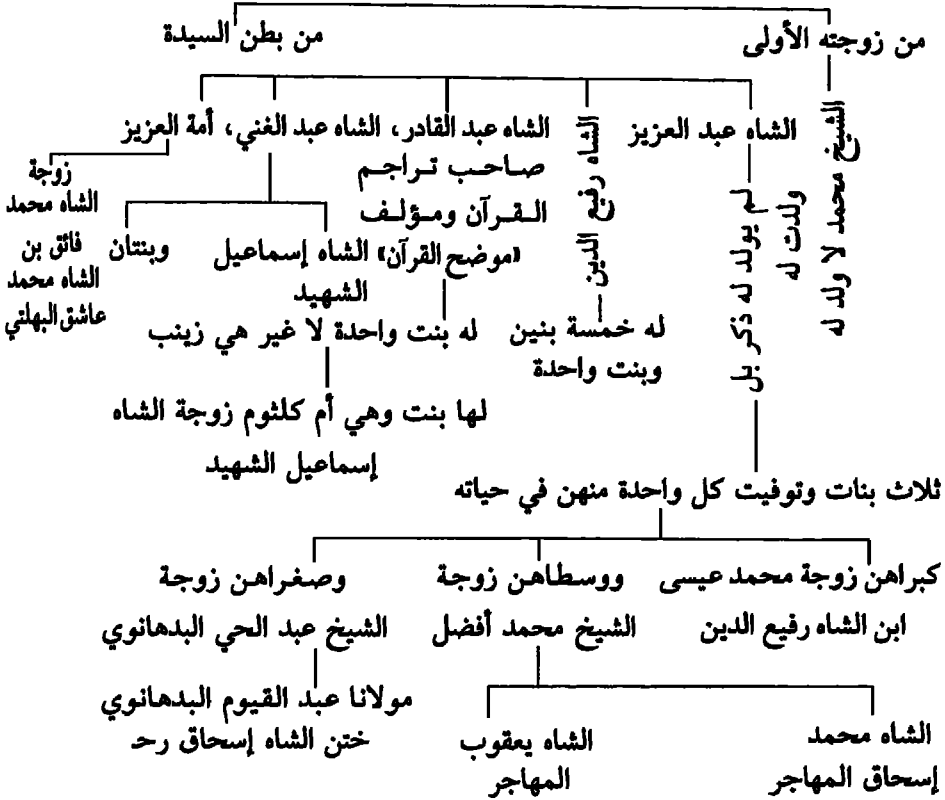 من زوجته الأولى
من بطن السيدة
الشيخ محمد لا ولد له
الشاه عبد العزيز
ولدت له
لم يولد له ذكر بل
الشاه رفيع الدين
له خمسة بنين
وبنت واحدة
الشاه عبد القادر، الشاه عبد الغني، أمة العزيز
صاحب تراجم
القرآن ومؤلف
«موضح القرآن»
له بنت واحدة لا غير هي زينب
لها بنت وهي أم كلثوم زوجة الشاه
إسماعيل الشهيد
الشاه إسماعيل
الشهيد
وبنتان
زوجة
الشاه محمد
فائق بن
الشاه محمد
عاشق البهلتي
ثلاث بنات وتوفيت كل واحدة منهن في حياته
كبراهن زوجة محمد عيسى
ابن الشاه رفيع الدين
ووسطاهن زوجة
الشيخ محمد أفضل
وصغراهن زوجة
الشيخ عبد الحي البدهانوي
الشاه محمد
إسحاق المهاجر
الشاه يعقوب
المهاجر
مولانا عبد القيوم البدهانوي
ختن الشاه إسحاق رحـ